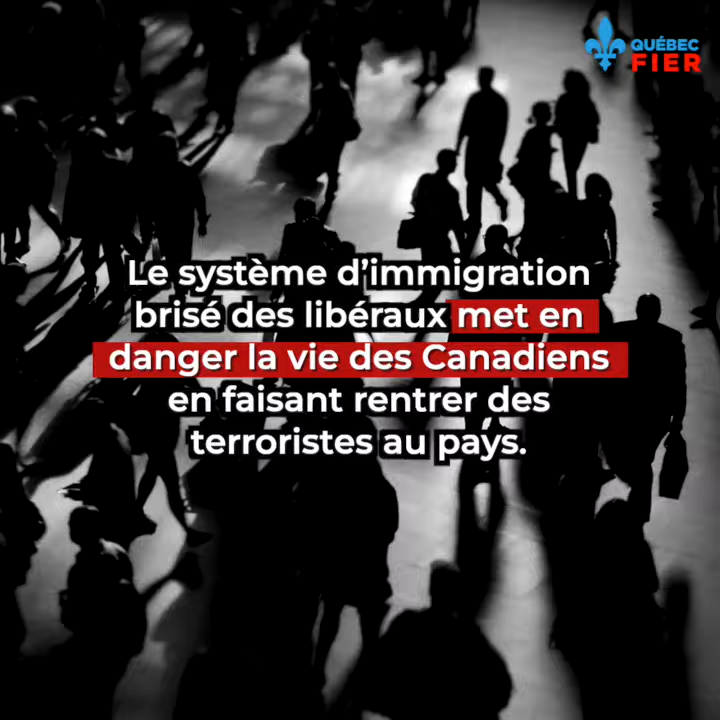 QUÉBEC
FIER
Le système d'immigration
brisé des libéraux met en
danger la vie des Canadiens
en faisant rentrer des
terroristes au pays.